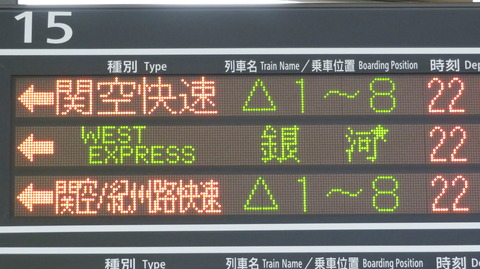 15
種別 Type 列車名 Train Name ／乗車位置 Boarding Position 時刻 De
← 関空快速 △ 1～8 22
← WEST EXPRESS 銀 河 22
← 関空/紀州路快速 △ 1～8 22
種別 Type 列車名 Train Name ／乗車位置 Boarding Position 時刻